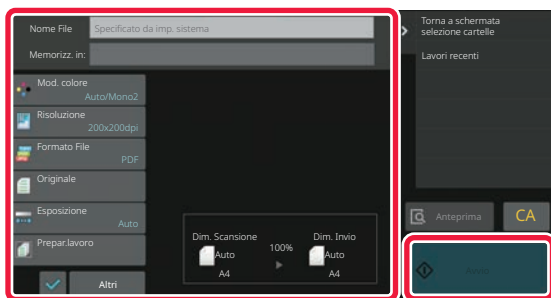 Nome File
Specificato da imp. sistema
Memorizz. in:
Mod. colore
Auto/Mono2
Risoluzione
200x200dpi
Formato File
PDF
Originale
Esposizione
Auto
Prepar.lavoro
Altri
Dim. Scansione
Auto
A4
100%
Dim. Invio
Auto
A4
Torna a schermata
selezione cartelle
Lavori recenti
Anteprima
CA